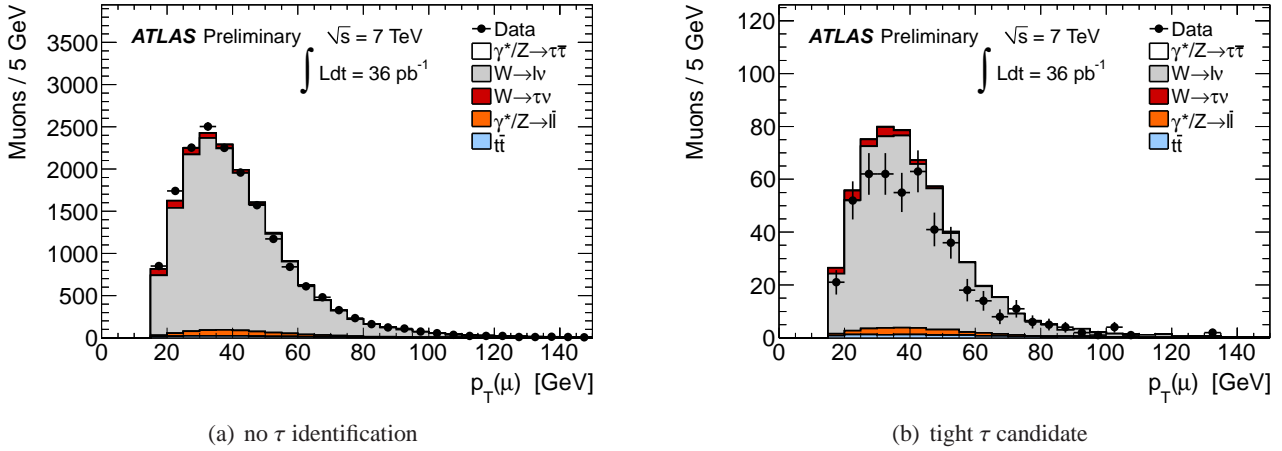 Muons / 5 GeV
3500
3000
2500
2000
1500
1000
500
0
ATLAS Preliminary
√s = 7 TeV
∫ Ldt = 36 pb⁻¹
Data
γ*/Z→ττ̅
W→lν
W→τν
γ*/Z→ll̅
tt̅
0 20 40 60 80 100 120 140
p_T(μ) [GeV]
(a) no τ identification
Muons / 5 GeV
120
100
80
60
40
20
0
ATLAS Preliminary
√s = 7 TeV
∫ Ldt = 36 pb⁻¹
Data
γ*/Z→ττ̅
W→lν
W→τν
γ*/Z→ll̅
tt̅
0 20 40 60 80 100 120 140
p_T(μ) [GeV]
(b) tight τ candidate